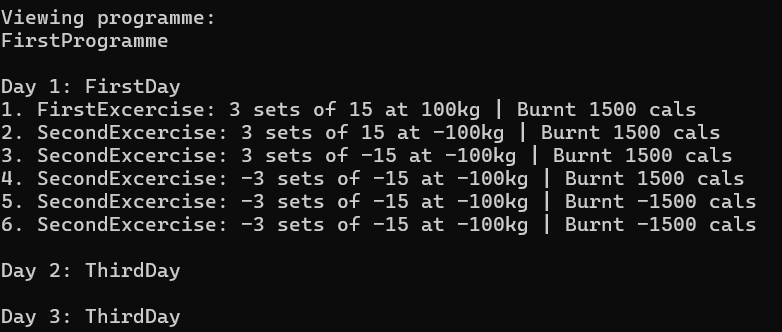 Viewing programme:
FirstProgramme
Day 1: FirstDay
1. FirstExcercise: 3 sets of 15 at 100kg | Burnt 1500 cals
2. SecondExcercise: 3 sets of 15 at -100kg | Burnt 1500 cals
3. SecondExcercise: 3 sets of -15 at -100kg | Burnt 1500 cals
4. SecondExcercise: -3 sets of -15 at -100kg | Burnt 1500 cals
5. SecondExcercise: -3 sets of -15 at -100kg | Burnt -1500 cals
6. SecondExcercise: -3 sets of -15 at -100kg | Burnt -1500 cals
Day 2: ThirdDay
Day 3: ThirdDay